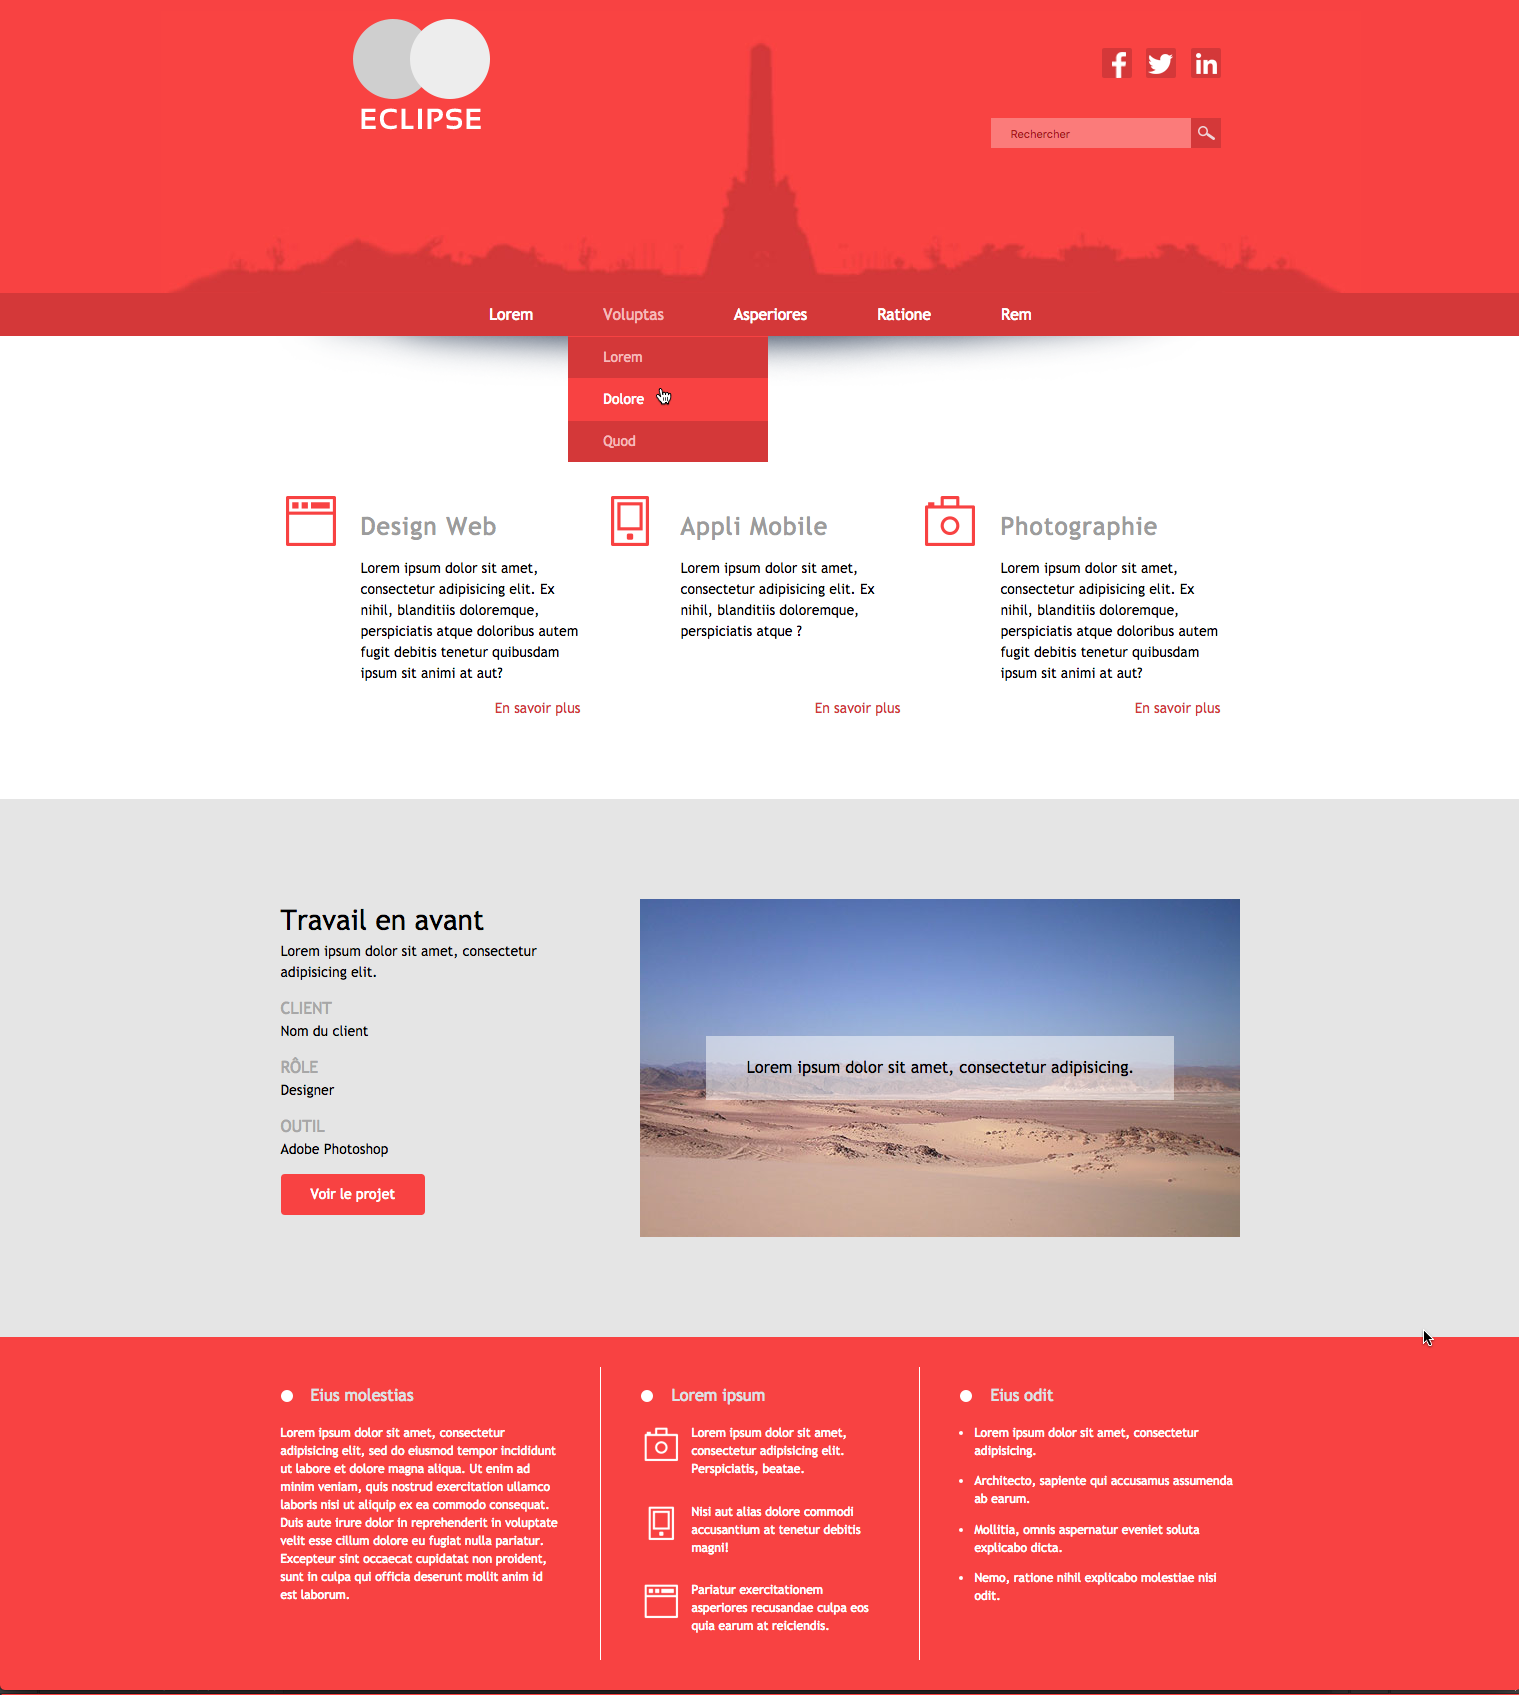 ECLIPSE
Rechercher
Lorem
Voluptas
Asperiores
Ratione
Rem
Lorem
Dolore
Quod
Design Web
Lorem ipsum dolor sit amet,
consectetur adipisicing elit. Ex
nihil, blanditiis doloremque,
perspiciatis atque doloribus autem
fugit debitis tenetur quibusdam
ipsum sit animi at aut?
En savoir plus
Appli Mobile
Lorem ipsum dolor sit amet,
consectetur adipisicing elit. Ex
nihil, blanditiis doloremque,
perspiciatis atque ?
En savoir plus
Photographie
Lorem ipsum dolor sit amet,
consectetur adipisicing elit. Ex
nihil, blanditiis doloremque,
perspiciatis atque doloribus autem
fugit debitis tenetur quibusdam
ipsum sit animi at aut?
En savoir plus
Travail en avant
Lorem ipsum dolor sit amet, consectetur
adipisicing elit.
CLIENT
Nom du client
RÔLE
Designer
OUTIL
Adobe Photoshop
Voir le projet
Lorem ipsum dolor sit amet, consectetur adipisicing.
Eius molestias
Lorem ipsum dolor sit amet, consectetur
adipisicing elit, sed do eiusmod tempor incididunt
ut labore et dolore magna aliqua. Ut enim ad
minim veniam, quis nostrud exercitation ullamco
laboris nisi ut aliquip ex ea commodo consequat.
Duis aute irure dolor in reprehenderit in voluptate
velit esse cillum dolore eu fugiat nulla pariatur.
Excepteur sint occaecat cupidatat non proident,
sunt in culpa qui officia deserunt mollit anim id
est laborum.
Lorem ipsum
Lorem ipsum dolor sit amet,
consectetur adipisicing elit.
Perspiciatis, beatae.
Nisi aut alias dolore commodi
accusantium at tenetur debitis
magni!
Pariatur exercitationem
asperiores recusandae culpa eos
quia earum at reiciendis.
Eius odit
• Lorem ipsum dolor sit amet, consectetur
adipisicing.
• Architecto, sapiente qui accusamus assumenda
ab earum.
• Mollitia, omnis aspernatur eveniet soluta
explicabo dicta.
• Nemo, ratione nihil explicabo molestiae nisi
odit.